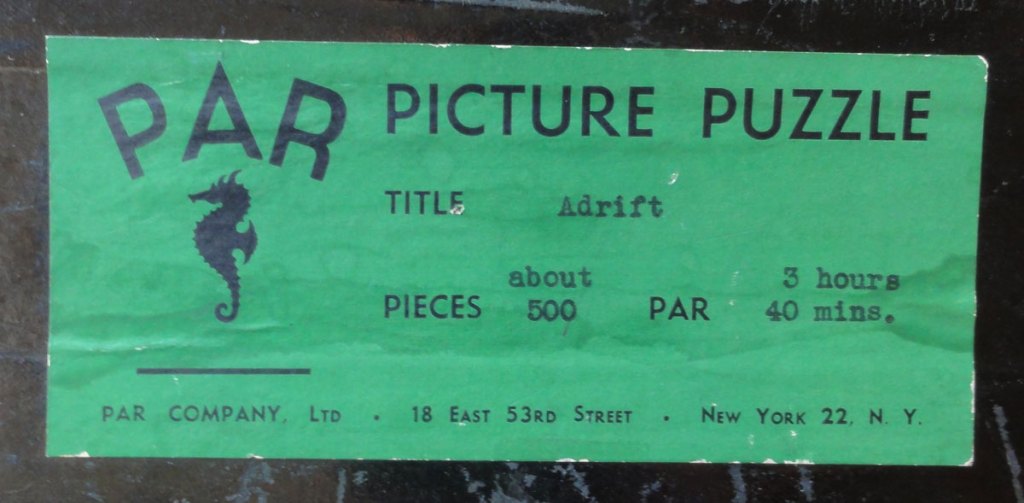 PAR PICTURE PUZZLE
TITLE Adrift
about 3 hours
PIECES 500 PAR 40 mins.
PAR COMPANY, LTD . 18 EAST 53RD STREET . NEW YORK 22, N. Y.